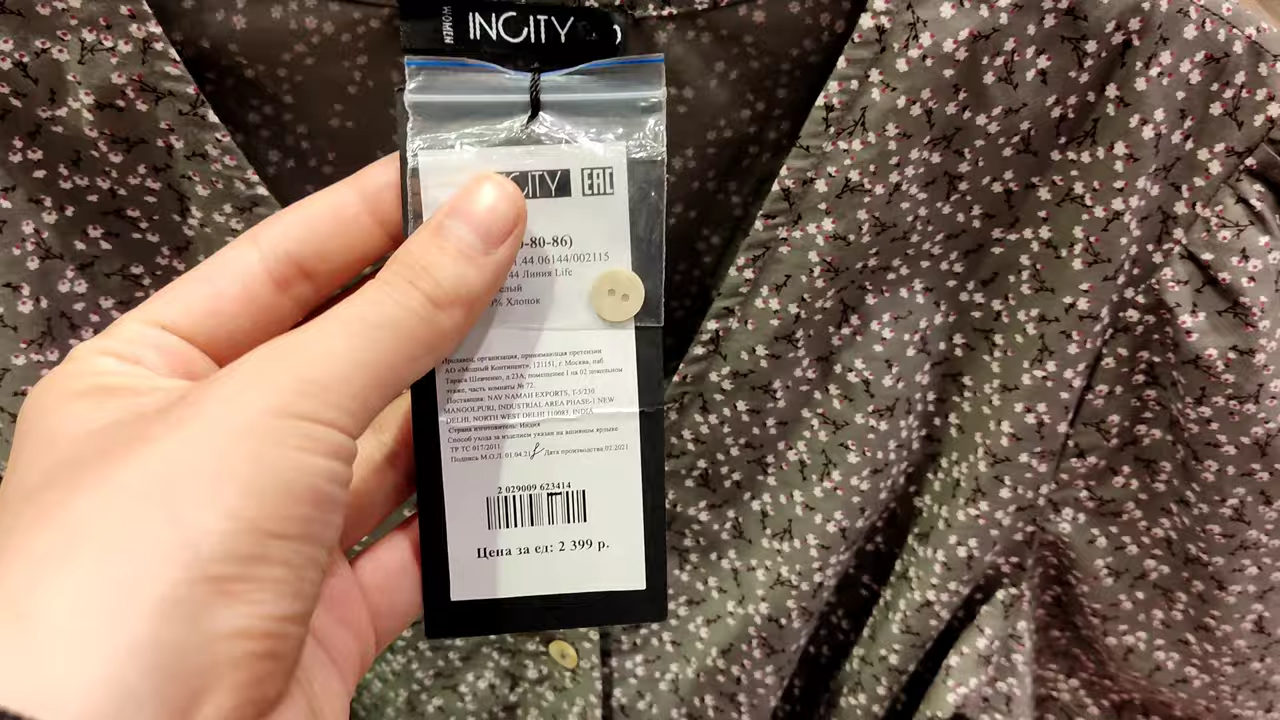 WOMEN
INCITY
CITY EAC
-80-86)
.44.06144/002115
44 Линия Life
% Хлопок
Продавец, организация, принимающая претензии
АО «Модный Континент», 121151, г. Москва, наб.
Тараса Шевченко, д.23А, помещение I на 02 цокольном
этаже, часть комнаты № 72.
Поставщик: NAV NAMAH EXPORTS, T-5/230
MANGOLPURI, INDUSTRIAL AREA PHASE-1 NEW
DELHI, NORTH WEST DELHI 110083, INDIA
Страна изготовитель: Индия
Способ ухода за изделием указан на вшивном ярлыке
ТР ТС 017/2011
Подпись М.О.Л. 01.04.21 Дата производства:02.2021
2 029009 623414
Цена за ед: 2 399 р.